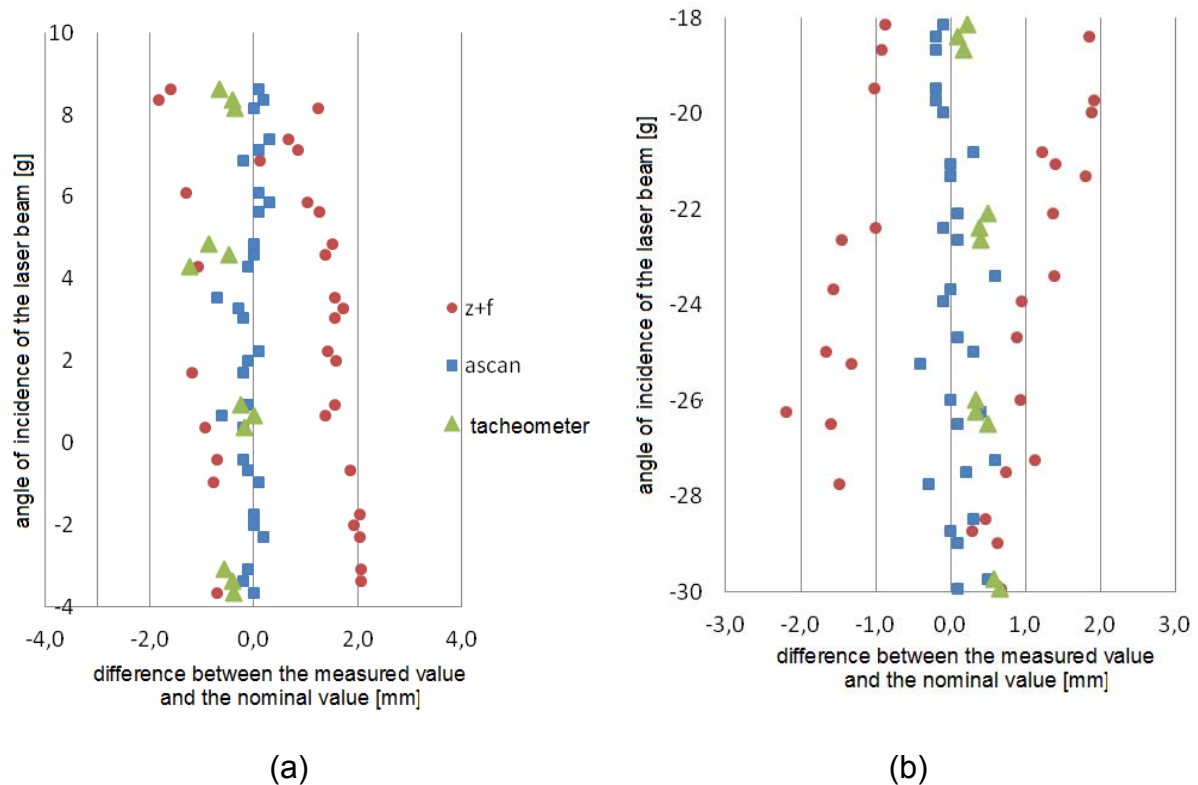 10
8
6
4
2
0
-2
-4
angle of incidence of the laser beam [g]
-4,0 -2,0 0,0 2,0 4,0
difference between the measured value
and the nominal value [mm]
z+f
ascan
tacheometer
(a)
-18
-20
-22
-24
-26
-28
-30
angle of incidence of the laser beam [g]
-3,0 -2,0 -1,0 0,0 1,0 2,0 3,0
difference between the measured value
and the nominal value [mm]
(b)